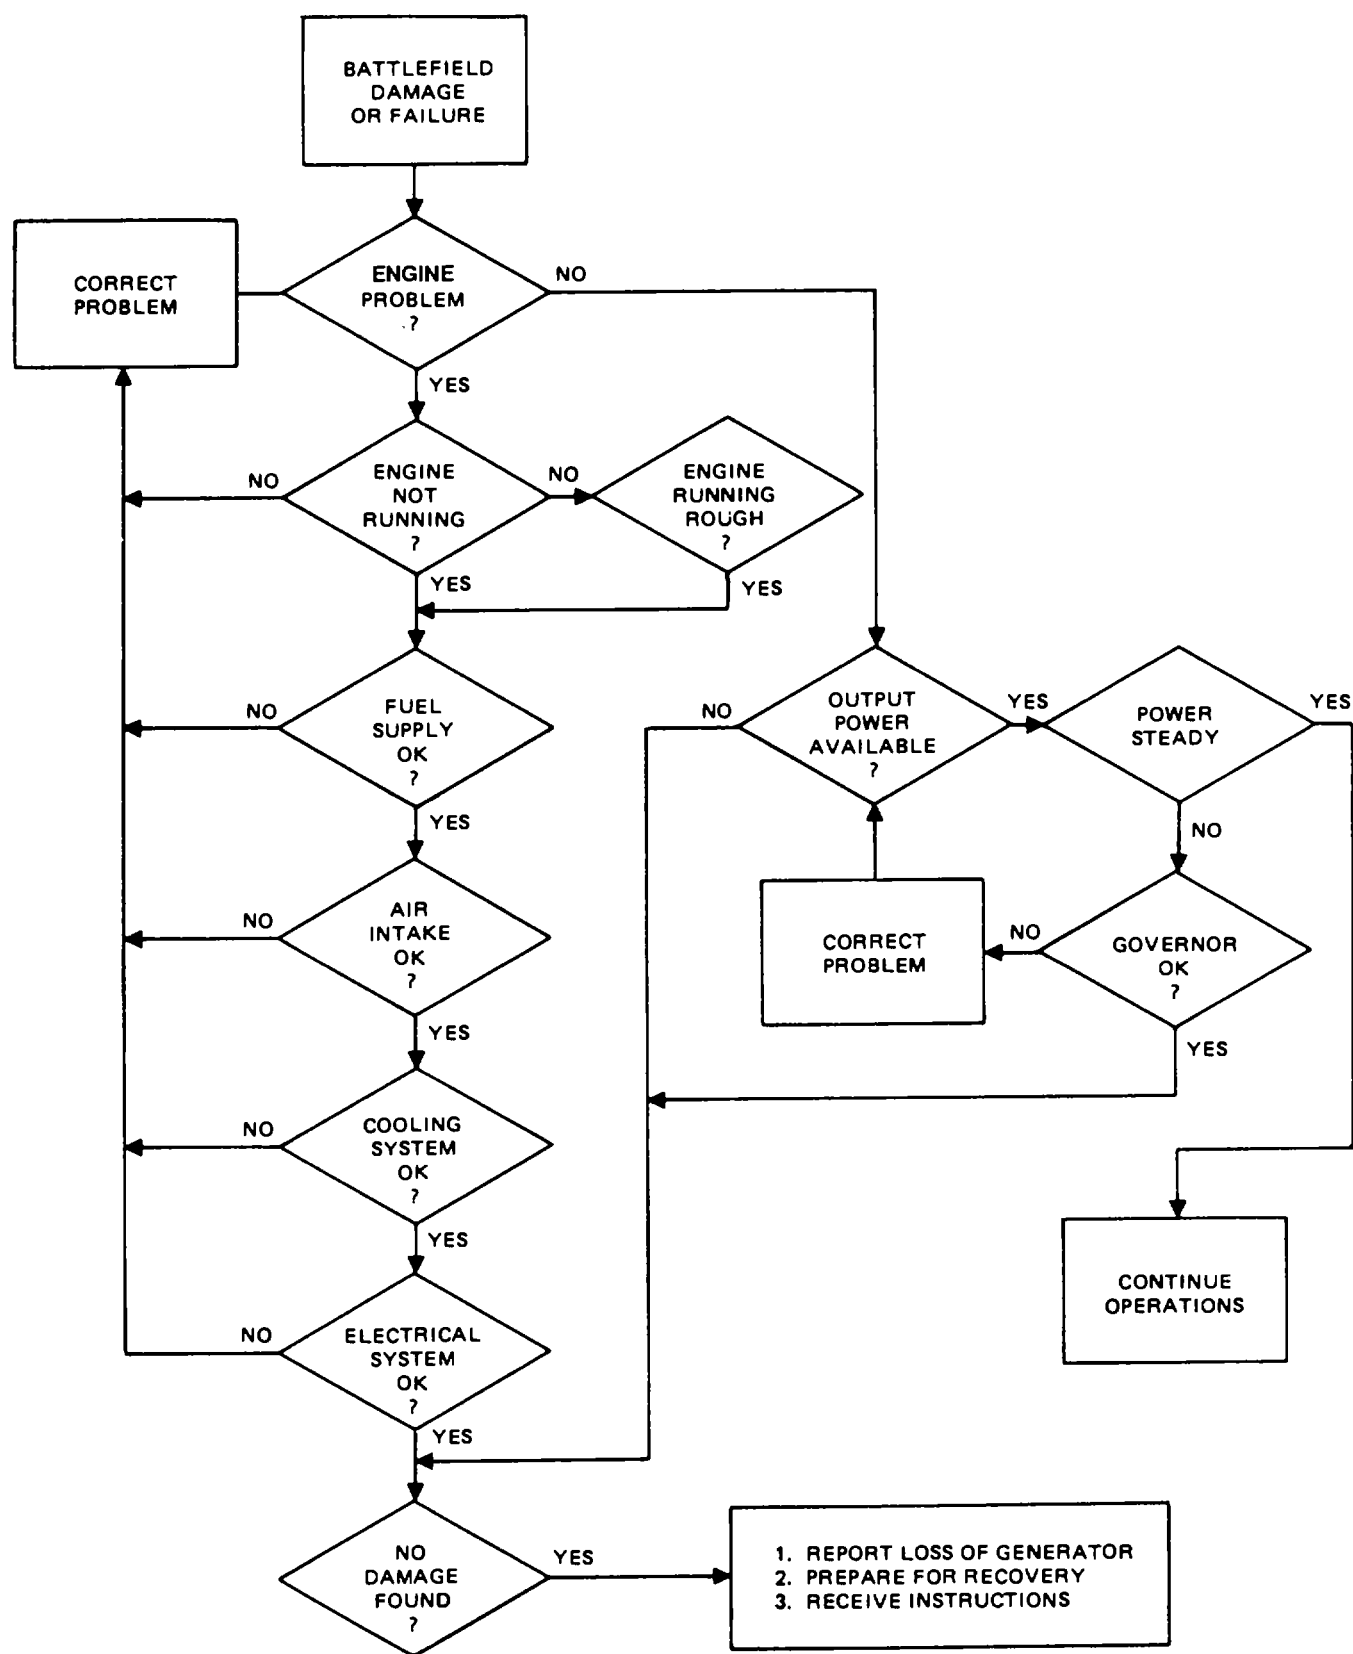 BATTLEFIELD
DAMAGE
OR FAILURE
CORRECT
PROBLEM
ENGINE
PROBLEM
?
NO
YES
NO
ENGINE
NOT
RUNNING
?
NO
ENGINE
RUNNING
ROUGH
?
YES
YES
NO
FUEL
SUPPLY
OK
?
YES
NO
OUTPUT
POWER
AVAILABLE
?
YES
POWER
STEADY
YES
NO
NO
AIR
INTAKE
OK
?
YES
CORRECT
PROBLEM
NO
GOVERNOR
OK
?
YES
NO
COOLING
SYSTEM
OK
?
YES
CONTINUE
OPERATIONS
NO
ELECTRICAL
SYSTEM
OK
?
YES
NO
DAMAGE
FOUND
?
YES
1. REPORT LOSS OF GENERATOR
2. PREPARE FOR RECOVERY
3. RECEIVE INSTRUCTIONS